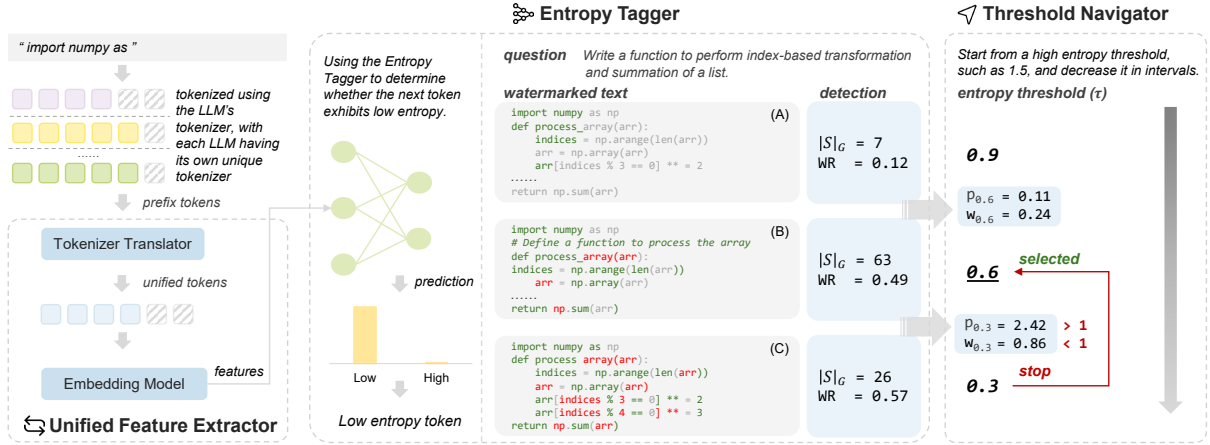 Entropy Tagger
Threshold Navigator
“ import numpy as ”
tokenized using
the LLM's
tokenizer, with
each LLM having
its own unique
tokenizer
......
prefix tokens
Tokenizer Translator
unified tokens
Embedding Model
features
Unified Feature Extractor
Using the Entropy
Tagger to determine
whether the next token
exhibits low entropy.
prediction
Low High
Low entropy token
question Write a function to perform index-based transformation
and summation of a list.
watermarked text detection
(A)
import numpy as np
def process_array(arr):
indices = np.arange(len(arr))
arr = np.array(arr)
arr[indices % 3 == 0] ** = 2
......
return np.sum(arr)
|S|G = 7
WR = 0.12
(B)
import numpy as np
# Define a function to process the array
def process_array(arr):
indices = np.arange(len(arr))
arr = np.array(arr)
......
return np.sum(arr)
|S|G = 63
WR = 0.49
(C)
import numpy as np
def process array(arr):
indices = np.arange(len(arr))
arr = np.array(arr)
arr[indices % 3 == 0] ** = 2
arr[indices % 4 == 0] ** = 3
return np.sum(arr)
|S|G = 26
WR = 0.57
Start from a high entropy threshold,
such as 1.5, and decrease it in intervals.
entropy threshold (τ)
0.9
p0.6 = 0.11
w0.6 = 0.24
selected
0.6
p0.3 = 2.42 > 1
w0.3 = 0.86 < 1
stop
0.3